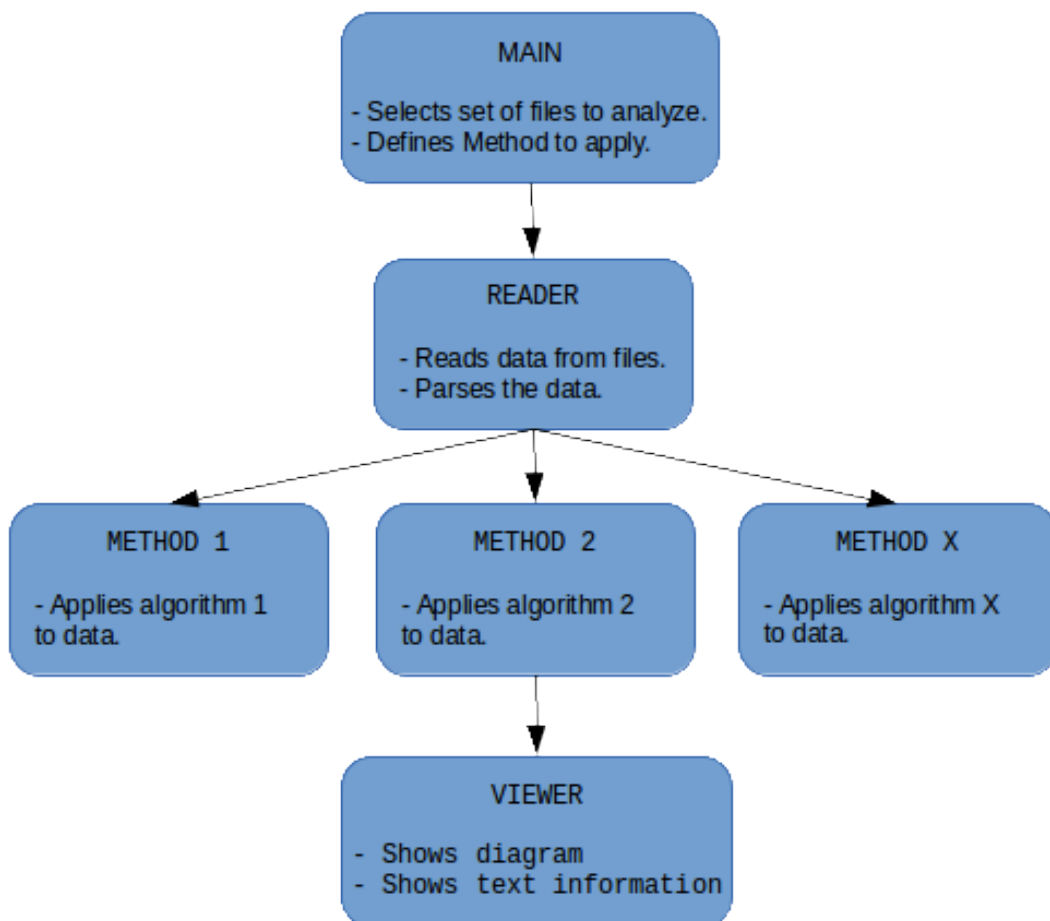 MAIN
- Selects set of files to analyze.
- Defines Method to apply.
READER
- Reads data from files.
- Parses the data.
METHOD 1
- Applies algorithm 1
to data.
METHOD 2
- Applies algorithm 2
to data.
METHOD X
- Applies algorithm X
to data.
VIEWER
- Shows diagram
- Shows text information